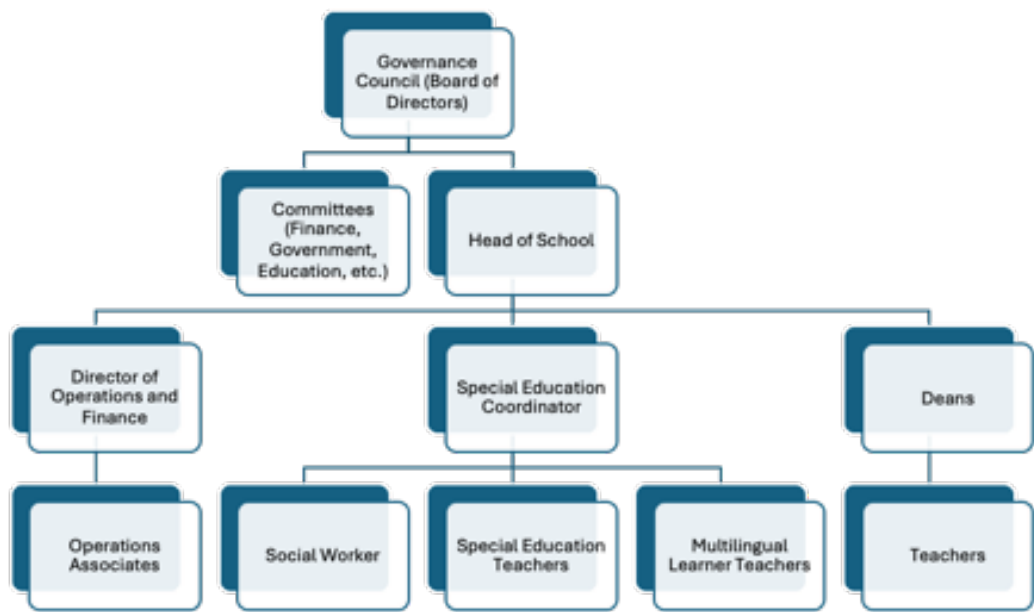 Governance
Council (Board of
Directors)
Committees
(Finance,
Government,
Education, etc.)
Head of School
Director of
Operations and
Finance
Special Education
Coordinator
Deans
Operations
Associates
Social Worker
Special Education
Teachers
Multilingual
Learner Teachers
Teachers